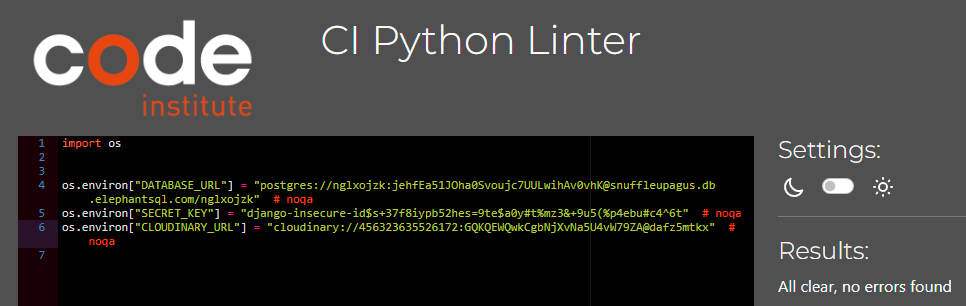 code
institute
CI Python Linter
1 import os
2
3
4 os.environ["DATABASE_URL"] = "postgres://nglxojzk:jehfEa51JOha0Svoujc7UULwihAv0vhK@snuffleupagus.db
.elephantsql.com/nglxojzk"  # noqa
5 os.environ["SECRET_KEY"] = "django-insecure-id$s+37f8iypb52hes=9te$a0y#t%mz3&+9u5(%p4ebu#c4^6t"  # noqa
6 os.environ["CLOUDINARY_URL"] = "cloudinary://456323635526172:GQKQEWQwkCgbNjXvNa5U4vW79ZA@dafz5mtkx"  #
noqa
7
Settings:
Results:
All clear, no errors found